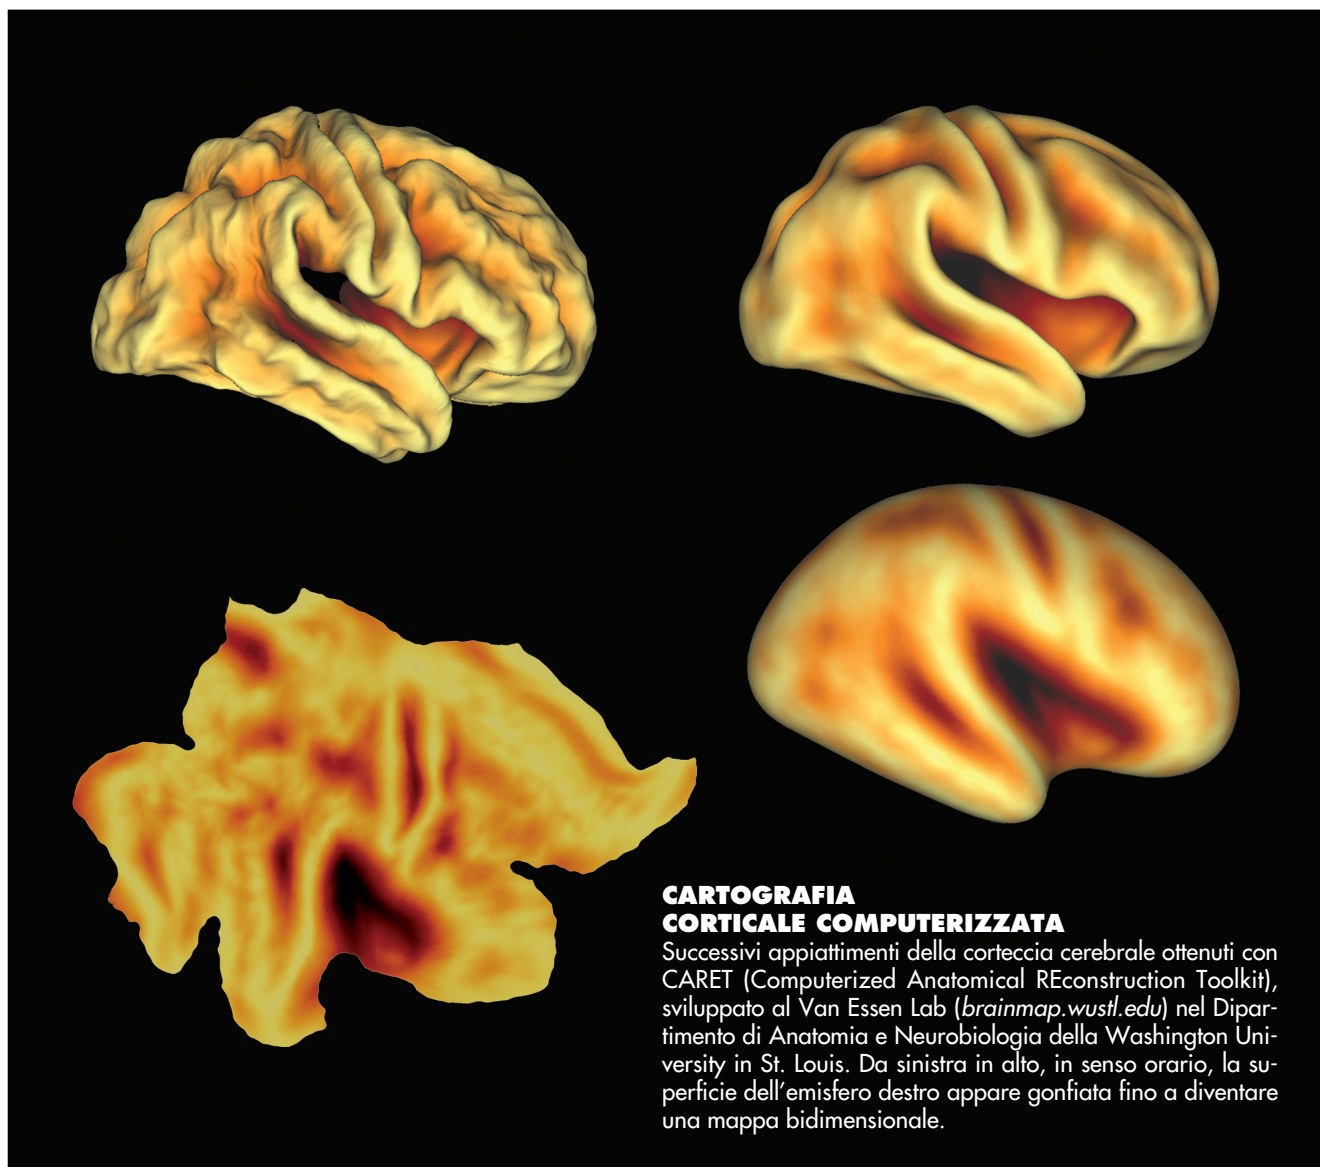 CARTOGRAFIA
CORTICALE COMPUTERIZZATA
Successivi appiattimenti della corteccia cerebrale ottenuti con
CARET (Computerized Anatomical REconstruction Toolkit),
sviluppato al Van Essen Lab (brainmap.wustl.edu) nel Dipar-
timento di Anatomia e Neurobiologia della Washington Uni-
versity in St. Louis. Da sinistra in alto, in senso orario, la su-
perficie dell'emisfero destro appare gonfiata fino a diventare
una mappa bidimensionale.